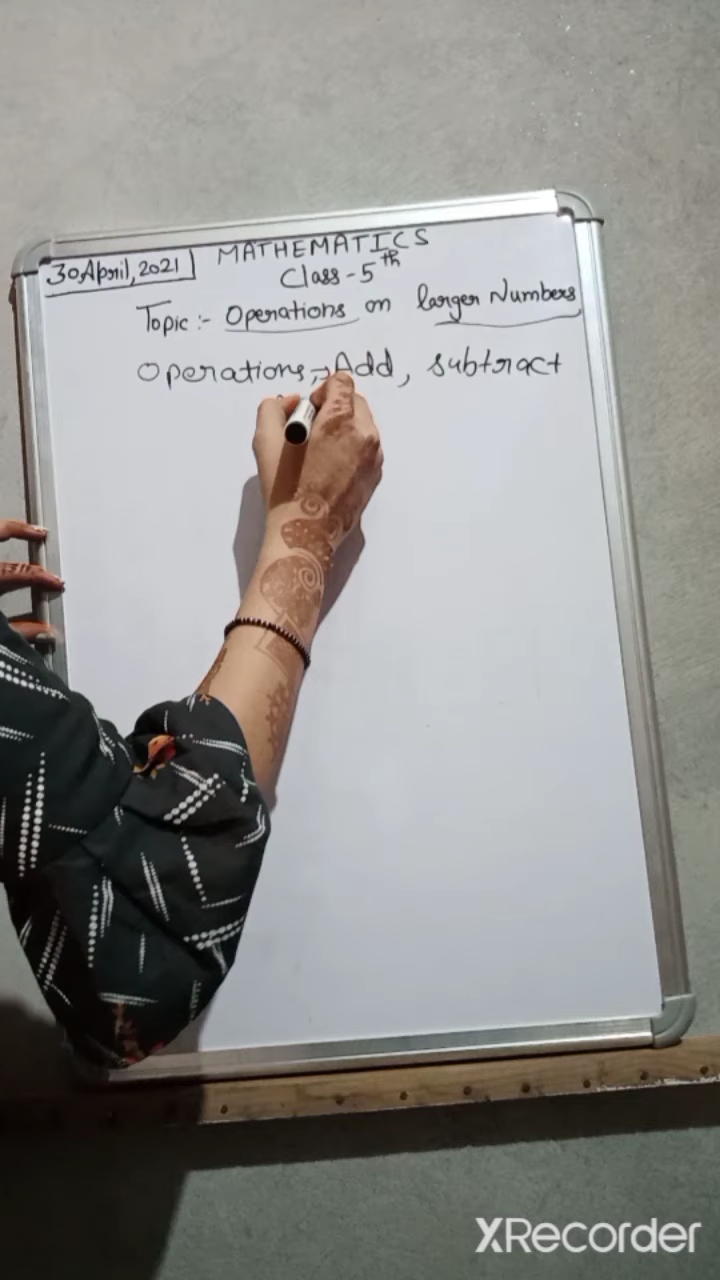 30 April, 2021
MATHEMATICS
Class - 5th
Topic :- Operations on larger Numbers
Operations → Add, subtract
XRecorder